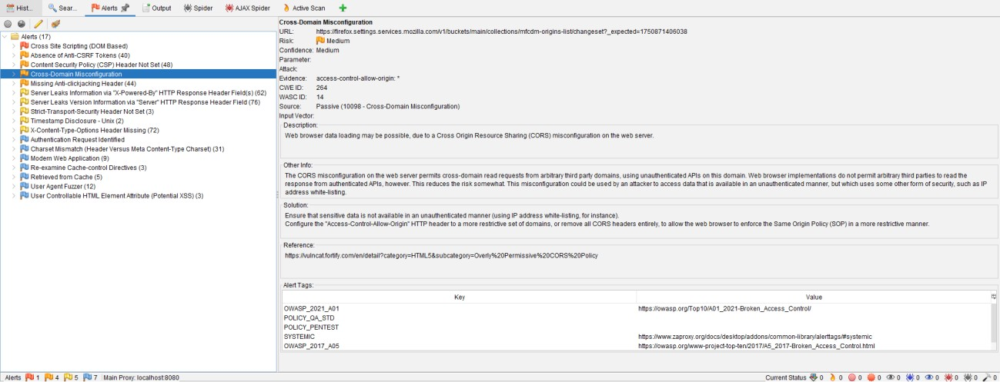 Hist...
Sear...
Alerts
Output
Spider
AJAX Spider
Active Scan
Alerts (17)
Cross Site Scripting (DOM Based)
Absence of Anti-CSRF Tokens (40)
Content Security Policy (CSP) Header Not Set (48)
Cross-Domain Misconfiguration
Missing Anti-clickjacking Header (44)
Server Leaks Information via "X-Powered-By" HTTP Response Header Field(s) (62)
Server Leaks Version Information via "Server" HTTP Response Header Field (76)
Strict-Transport-Security Header Not Set (3)
Timestamp Disclosure - Unix (2)
X-Content-Type-Options Header Missing (72)
Authentication Request Identified
Charset Mismatch (Header Versus Meta Content-Type Charset) (31)
Modern Web Application (9)
Re-examine Cache-control Directives (3)
Retrieved from Cache (5)
User Agent Fuzzer (12)
User Controllable HTML Element Attribute (Potential XSS) (3)
Cross-Domain Misconfiguration
URL: https://firefox.settings.services.mozilla.com/v1/buckets/main/collections/mfcdm-origins-list/changeset?_expected=1750871406038
Risk: Medium
Confidence: Medium
Parameter:
Attack:
Evidence: access-control-allow-origin: *
CWE ID: 264
WASC ID: 14
Source: Passive (10098 - Cross-Domain Misconfiguration)
Input Vector:
Description:
Web browser data loading may be possible, due to a Cross Origin Resource Sharing (CORS) misconfiguration on the web server.
Other Info:
The CORS misconfiguration on the web server permits cross-domain read requests from arbitrary third party domains, using unauthenticated APIs on this domain. Web browser implementations do not permit arbitrary third parties to read the
response from authenticated APIs, however. This reduces the risk somewhat. This misconfiguration could be used by an attacker to access data that is available in an unauthenticated manner, but which uses some other form of security, such as IP
address white-listing.
Solution:
Ensure that sensitive data is not available in an unauthenticated manner (using IP address white-listing, for instance).
Configure the "Access-Control-Allow-Origin" HTTP header to a more restrictive set of domains, or remove all CORS headers entirely, to allow the web browser to enforce the Same Origin Policy (SOP) in a more restrictive manner.
Reference:
https://vulncat.fortify.com/en/detail?category=HTML5&subcategory=Overly%20Permissive%20CORS%20Policy
Alert Tags:
Key Value
OWASP_2021_A01 https://owasp.org/Top10/A01_2021-Broken_Access_Control/
POLICY_QA_STD
POLICY_PENTEST
SYSTEMIC https://www.zaproxy.org/docs/desktop/addons/common-library/alerttags/#systemic
OWASP_2017_A05 https://owasp.org/www-project-top-ten/2017/A5_2017-Broken_Access_Control.html
Alerts 1 4 5 7 Main Proxy: localhost:8080 Current Status 0 0 0 0 0 0 0 0 0 0